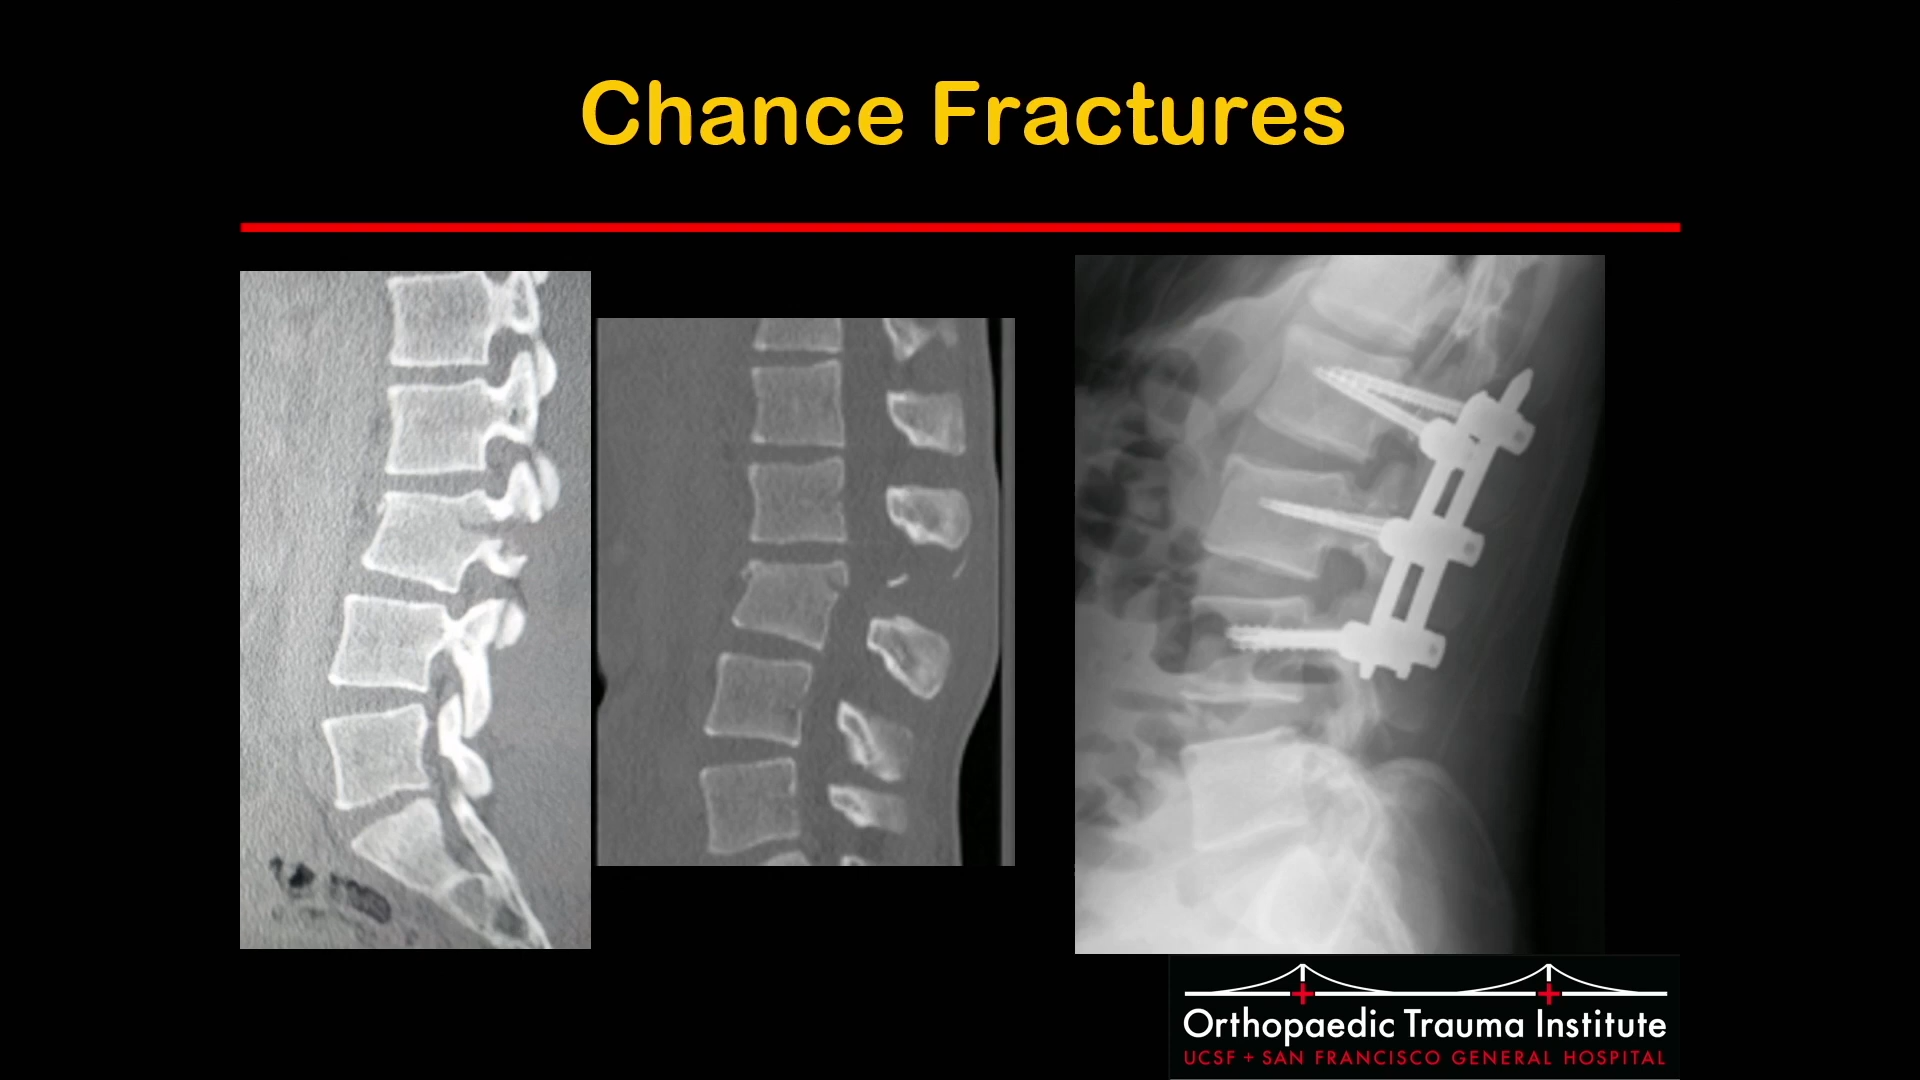 Chance Fractures
Orthopaedic Trauma Institute
UCSF + SAN FRANCISCO GENERAL HOSPITAL